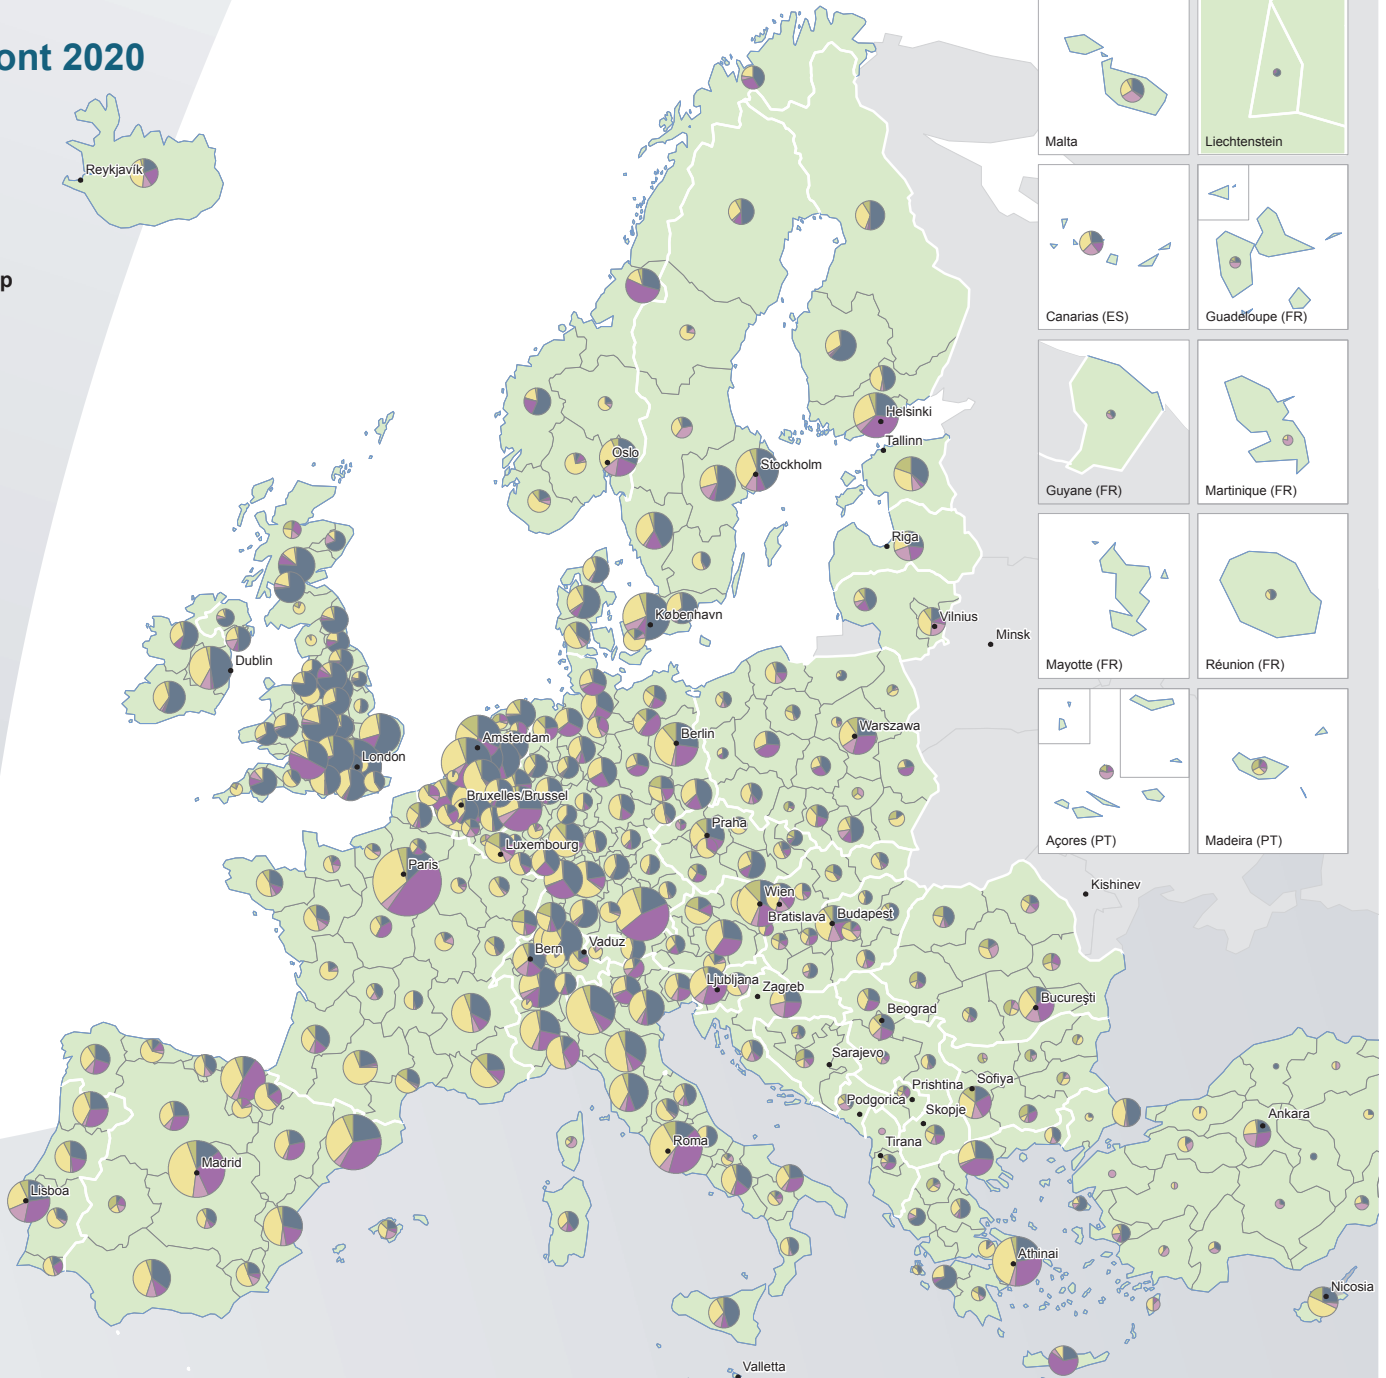 ont 2020
p
Reykjavík
Malta
Liechtenstein
Canarias (ES)
Guadeloupe (FR)
Guyane (FR)
Martinique (FR)
Mayotte (FR)
Réunion (FR)
Açores (PT)
Madeira (PT)
Helsinki
Tallinn
Oslo
Stockholm
Riga
København
Vilnius
Minsk
Dublin
Warszawa
Amsterdam
Berlin
London
Bruxelles/Brussel
Praha
Luxembourg
Paris
Kishinev
Wien
Bratislava
Budapest
Bern
Vaduz
Ljubljana
Zagreb
Bucureşti
Beograd
Sarajevo
Prishtina
Sofiya
Podgorica
Skopje
Ankara
Tirana
Roma
Madrid
Lisboa
Athinai
Nicosia
Valletta